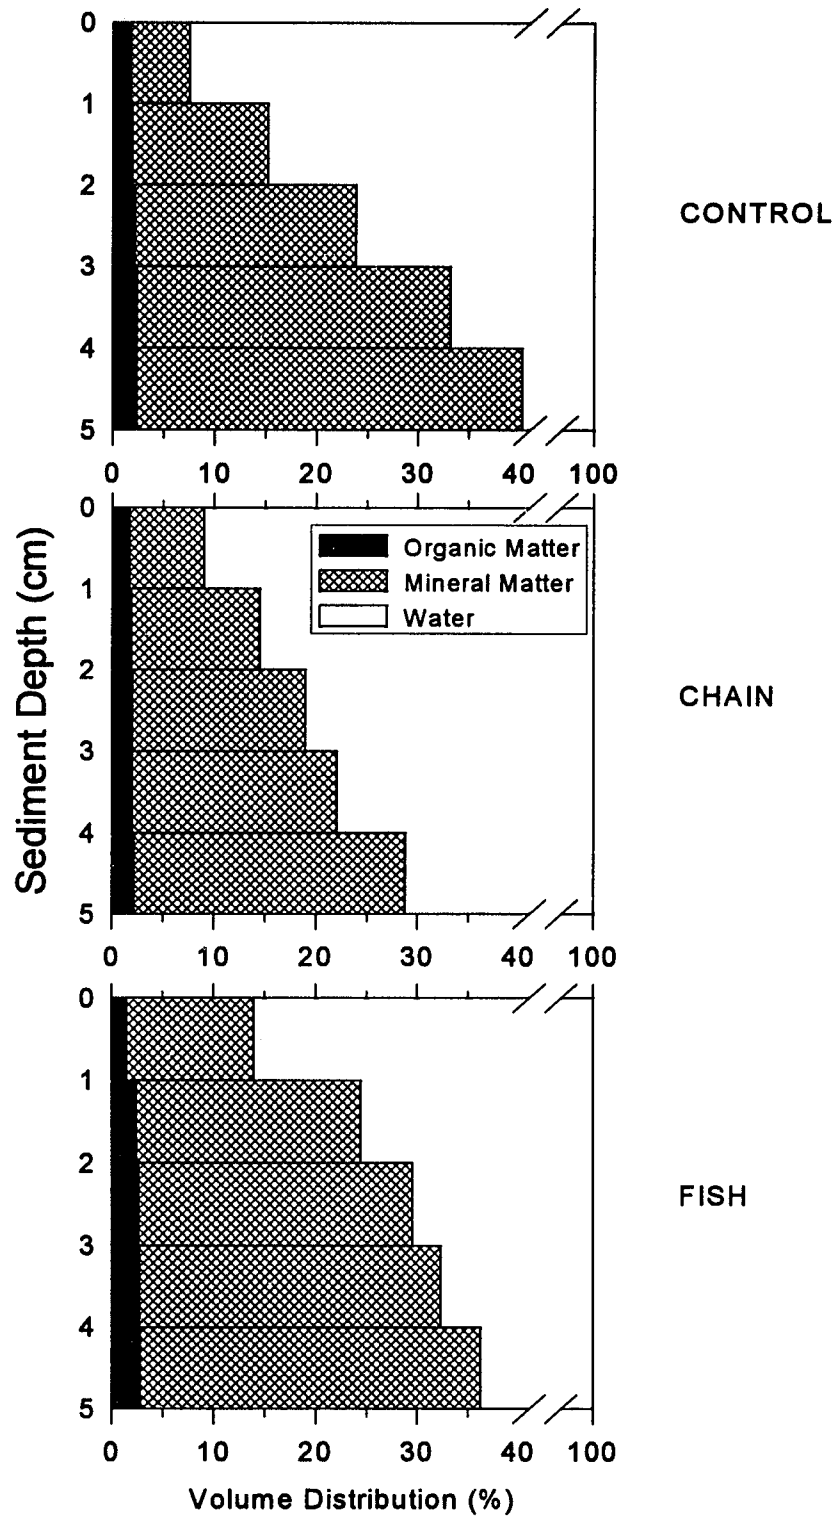 0
1
2
3
4
5
0 10 20 30 40 100
CONTROL
Sediment Depth (cm)
0
1
2
3
4
5
0 10 20 30 40 100
Organic Matter
Mineral Matter
Water
CHAIN
0
1
2
3
4
5
0 10 20 30 40 100
FISH
Volume Distribution (%)